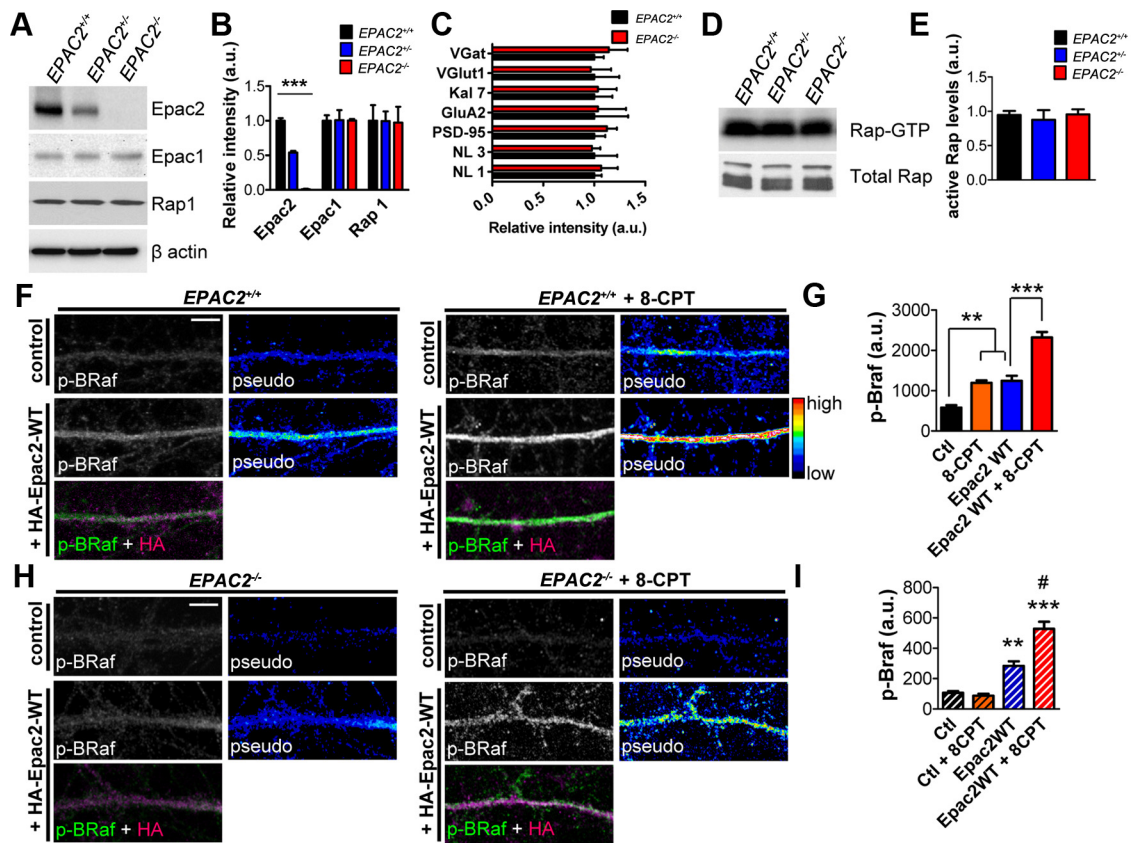 A
EPAC2+/+
EPAC2+/-
EPAC2-/-
Epac2
Epac1
Rap1
β actin
B
EPAC2+/+
EPAC2+/-
EPAC2-/-
Relative intensity (a.u.)
1.5
1.0
0.5
0.0
***
Epac2
Epac1
Rap 1
C
EPAC2+/+
EPAC2-/-
VGat
VGlut1
Kal 7
GluA2
PSD-95
NL 3
NL 1
0.0
0.5
1.0
1.5
2.0
Relative intensity (a.u.)
D
EPAC2+/+
EPAC2+/-
EPAC2-/-
Rap-GTP
Total Rap
E
EPAC2+/+
EPAC2+/-
EPAC2-/-
active Rap levels (a.u.)
1.5
1.0
0.5
0.0
F
EPAC2+/+
EPAC2+/+ + 8-CPT
control
+ HA-Epac2-WT
p-BRaf
pseudo
p-BRaf
pseudo
p-BRaf
pseudo
p-BRaf
pseudo
p-BRaf + HA
control
+ HA-Epac2-WT
p-BRaf + HA
high
low
G
p-Braf (a.u.)
3000
2000
1000
0
**
***
Ctl
8-CPT
Epac2 WT
Epac2 WT + 8-CPT
H
EPAC2-/-
EPAC2-/- + 8-CPT
control
+ HA-Epac2-WT
p-BRaf
pseudo
p-BRaf
pseudo
p-BRaf
pseudo
p-BRaf
pseudo
p-BRaf + HA
control
+ HA-Epac2-WT
p-BRaf + HA
I
p-Braf (a.u.)
800
600
400
200
0
**
#
***
Ctl
Ctl + 8CPT
Epac2WT
Epac2WT + 8CPT